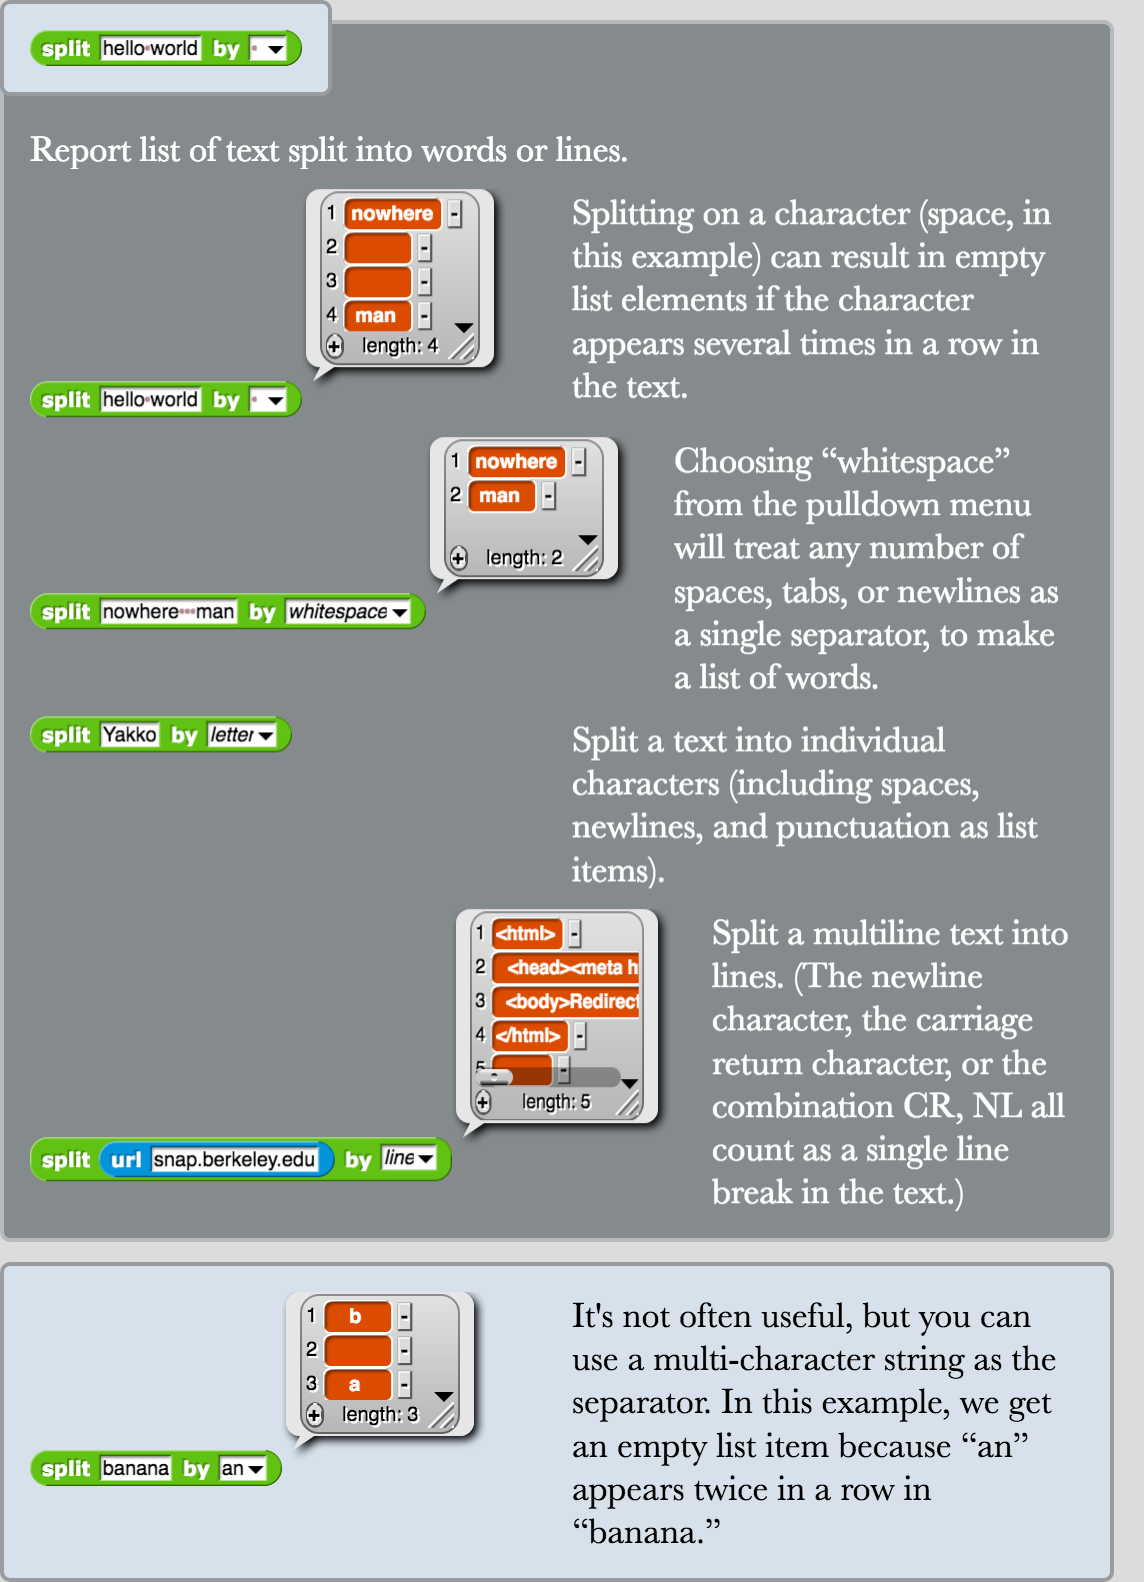 split hello world by
Report list of text split into words or lines.
1 nowhere -
2 -
3 -
4 man -
+ length: 4
split hello world by
Splitting on a character (space, in
this example) can result in empty
list elements if the character
appears several times in a row in
the text.
1 nowhere -
2 man -
+ length: 2
split nowhere man by whitespace
Choosing “whitespace”
from the pulldown menu
will treat any number of
spaces, tabs, or newlines as
a single separator, to make
a list of words.
split Yakko by letter
Split a text into individual
characters (including spaces,
newlines, and punctuation as list
items).
1 <html> -
2 <head><meta h
3 <body>Redirect
4 </html> -
5 -
+ length: 5
split url snap.berkeley.edu by line
Split a multiline text into
lines. (The newline
character, the carriage
return character, or the
combination CR, NL all
count as a single line
break in the text.)
1 b -
2 -
3 a -
+ length: 3
split banana by an
It's not often useful, but you can
use a multi-character string as the
separator. In this example, we get
an empty list item because “an”
appears twice in a row in
“banana.”